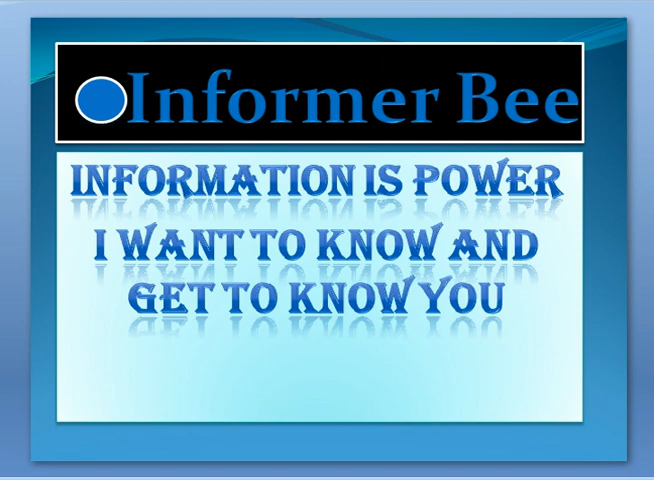 Informer Bee
INFORMATION IS POWER
I WANT TO KNOW AND
GET TO KNOW YOU